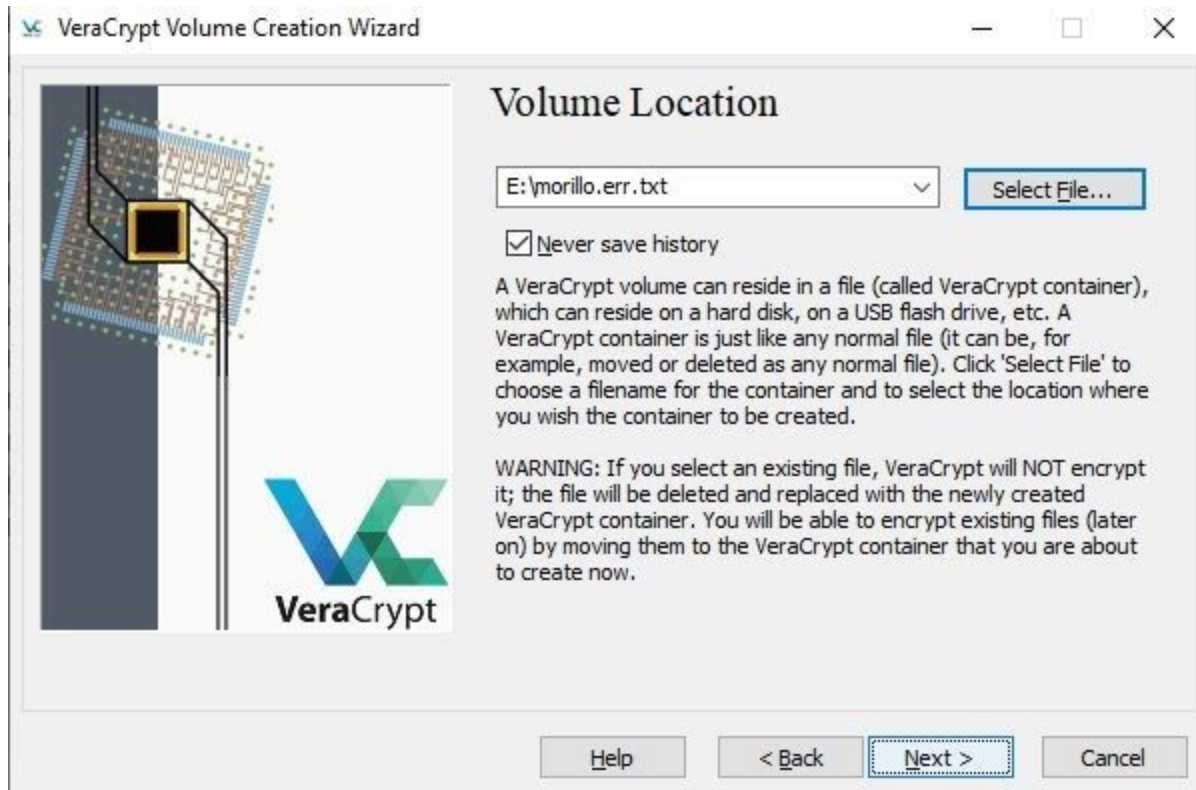 VeraCrypt Volume Creation Wizard
Volume Location
E:\morillo.err.txt
Select File...
Never save history
A VeraCrypt volume can reside in a file (called VeraCrypt container),
which can reside on a hard disk, on a USB flash drive, etc. A
VeraCrypt container is just like any normal file (it can be, for
example, moved or deleted as any normal file). Click 'Select File' to
choose a filename for the container and to select the location where
you wish the container to be created.
WARNING: If you select an existing file, VeraCrypt will NOT encrypt
it; the file will be deleted and replaced with the newly created
VeraCrypt container. You will be able to encrypt existing files (later
on) by moving them to the VeraCrypt container that you are about
to create now.
VeraCrypt
Help
< Back
Next >
Cancel